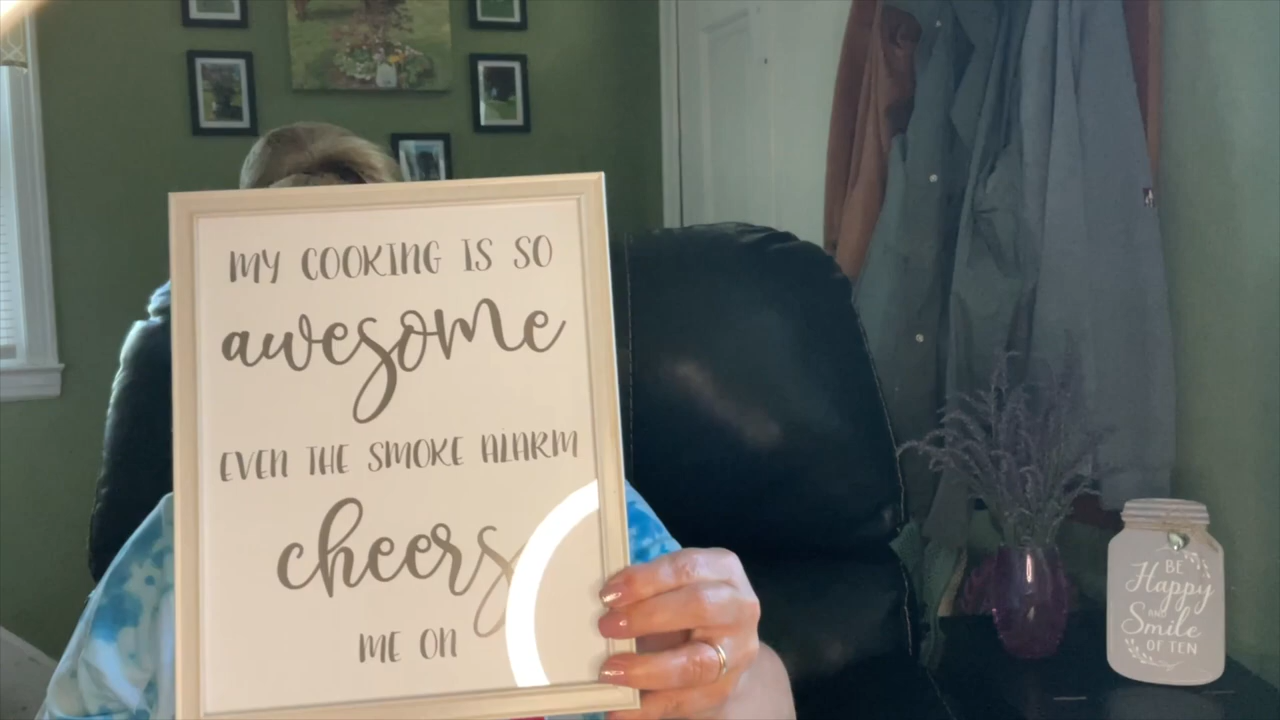 MY COOKING IS SO
awesome
EVEN THE SMOKE ALARM
cheers
ME ON
BE
Happy
AND
Smile
OF TEN